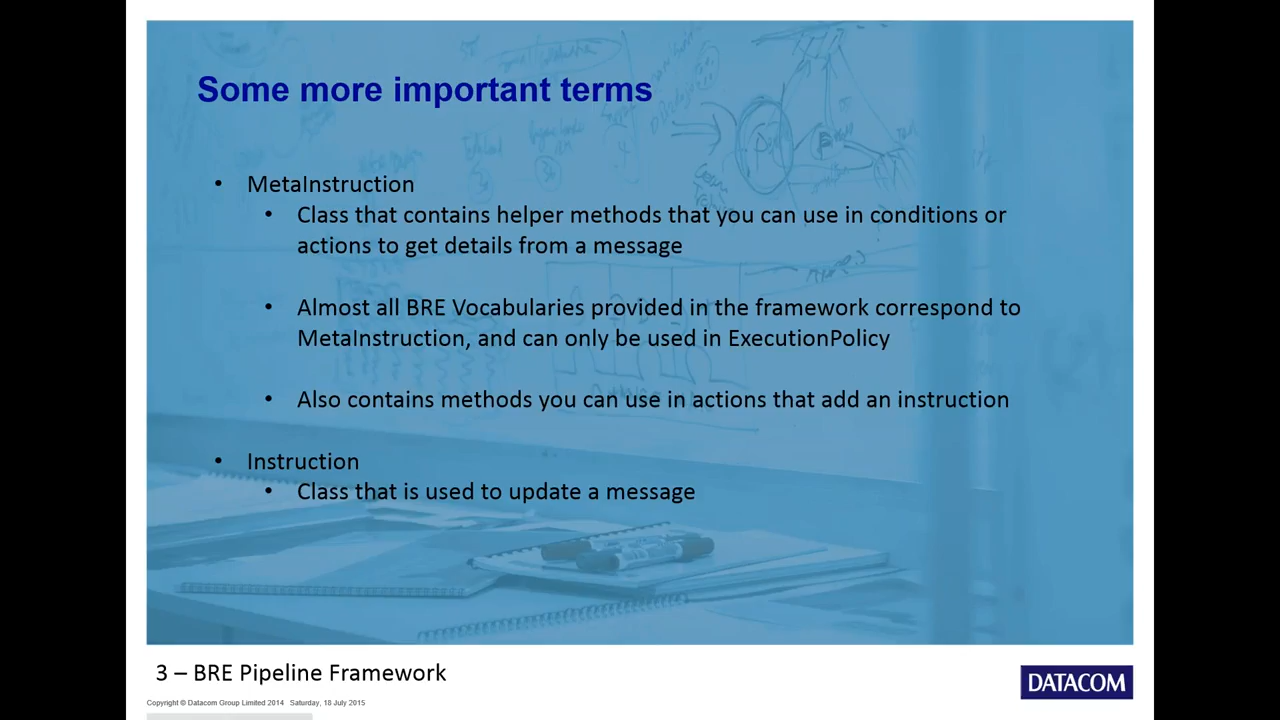 Some more important terms
• MetaInstruction
• Class that contains helper methods that you can use in conditions or
actions to get details from a message
• Almost all BRE Vocabularies provided in the framework correspond to
MetaInstruction, and can only be used in ExecutionPolicy
• Also contains methods you can use in actions that add an instruction
• Instruction
• Class that is used to update a message
3 – BRE Pipeline Framework
DATACOM
Copyright © Datacom Group Limited 2014 Saturday, 18 July 2015